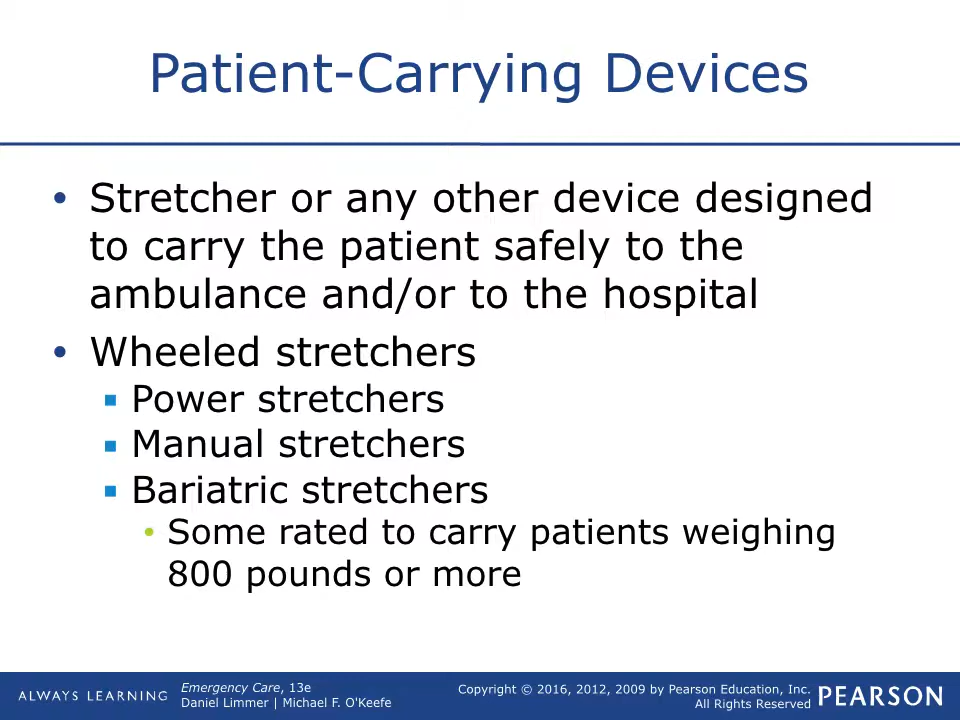 Patient-Carrying Devices
• Stretcher or any other device designed
to carry the patient safely to the
ambulance and/or to the hospital
• Wheeled stretchers
▪ Power stretchers
▪ Manual stretchers
▪ Bariatric stretchers
• Some rated to carry patients weighing
800 pounds or more
ALWAYS LEARNING
Emergency Care, 13e
Daniel Limmer | Michael F. O'Keefe
Copyright © 2016, 2012, 2009 by Pearson Education, Inc.
All Rights Reserved
PEARSON